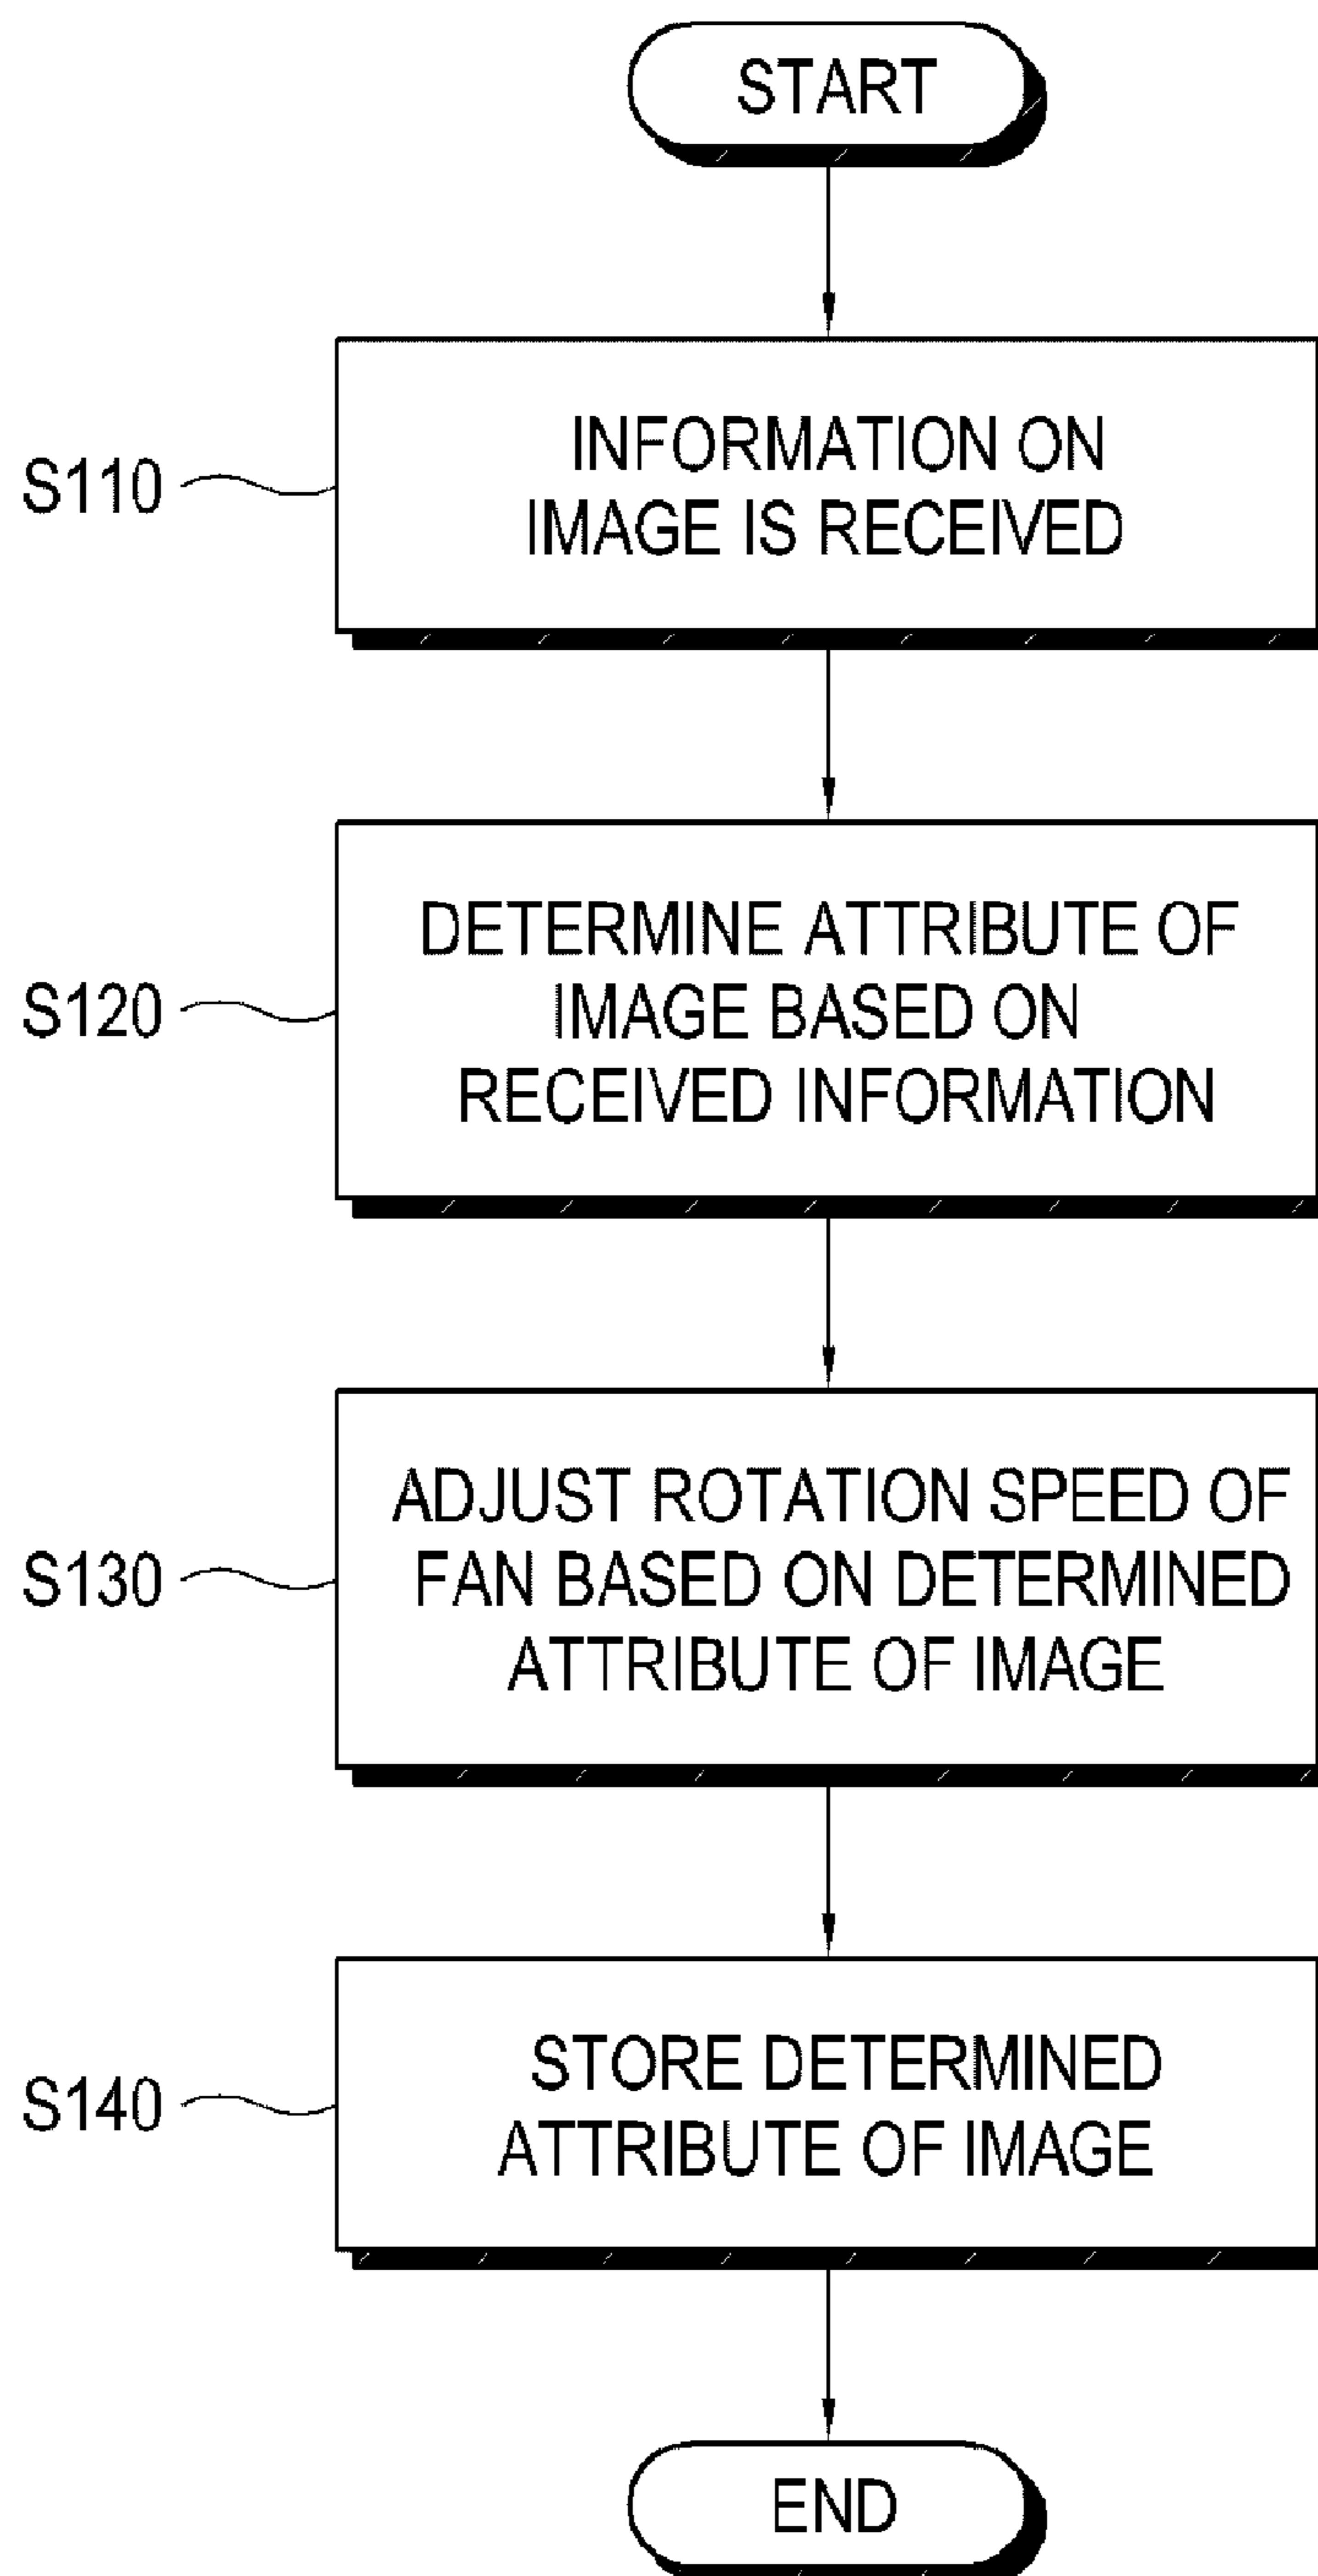 START
S110
INFORMATION ON
IMAGE IS RECEIVED
S120
DETERMINE ATTRIBUTE OF
IMAGE BASED ON
RECEIVED INFORMATION
S130
ADJUST ROTATION SPEED OF
FAN BASED ON DETERMINED
ATTRIBUTE OF IMAGE
S140
STORE DETERMINED
ATTRIBUTE OF IMAGE
END